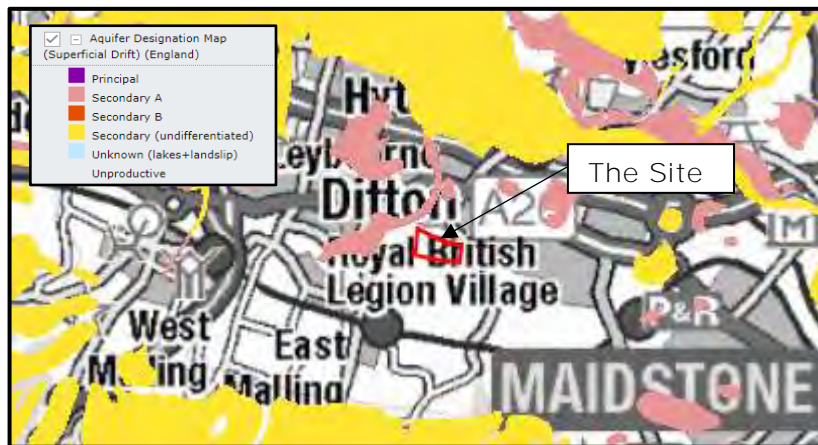 Aquifer Designation Map
(Superficial Drift) (England)
Principal
Secondary A
Secondary B
Secondary (undifferentiated)
Unknown (lakes+landslip)
Unproductive
The Site
Ditton
A20
Royal British
Legion Village
M
West
East
Malling
P&R
MAIDSTONE